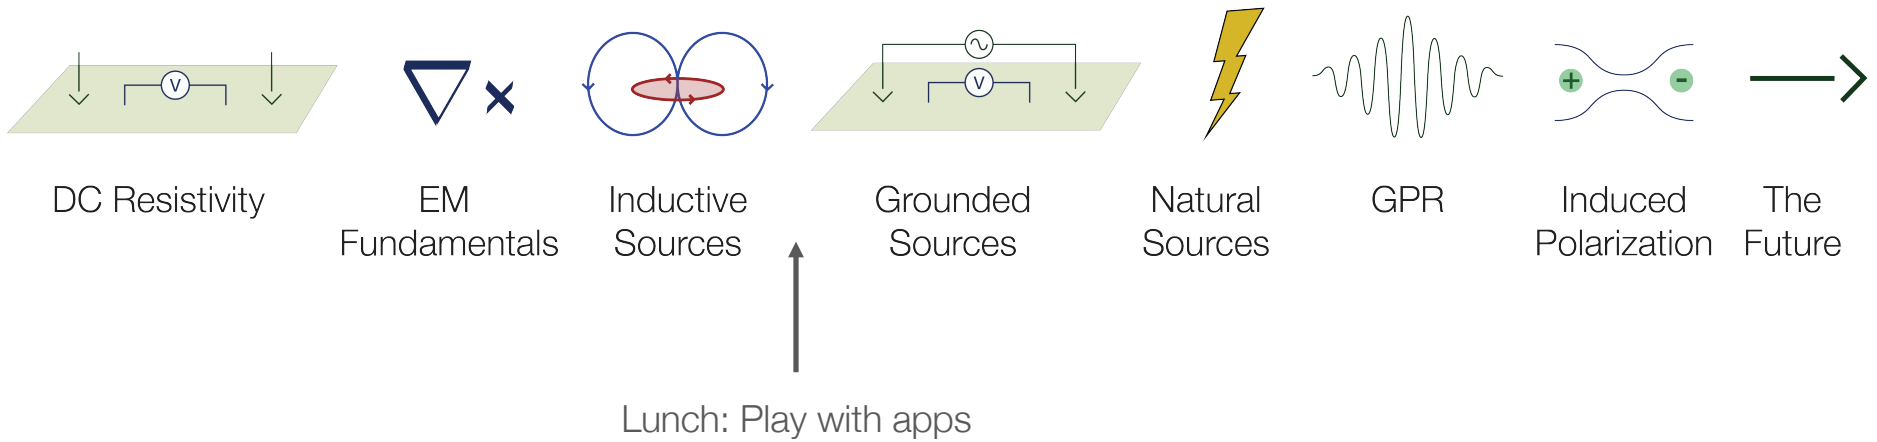 V
V
+
-
DC Resistivity
EM
Fundamentals
Inductive
Sources
Grounded
Sources
Natural
Sources
GPR
Induced
Polarization
The
Future
Lunch: Play with apps